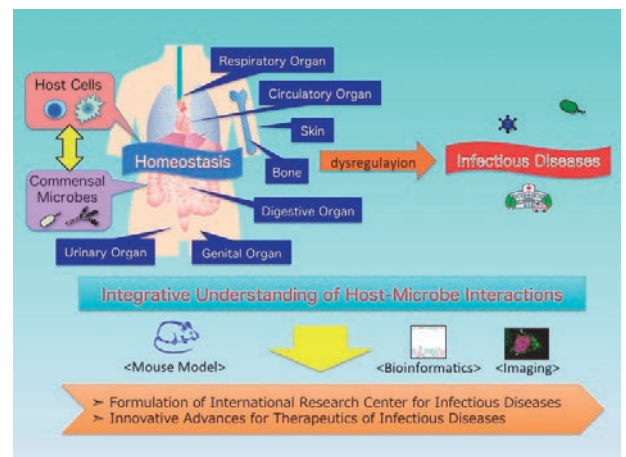 Respiratory Organ
Host Cells
Circulatory Organ
Skin
Homeostasis
dysregulayion
Infectious Diseases
Bone
Commensal
Microbes
Digestive Organ
Urinary Organ
Genital Organ
Integrative Understanding of Host-Microbe Interactions
<Mouse Model>
<Bioinformatics>
<Imaging>
➣ Formulation of International Research Center for Infectious Diseases
➣ Innovative Advances for Therapeutics of Infectious Diseases